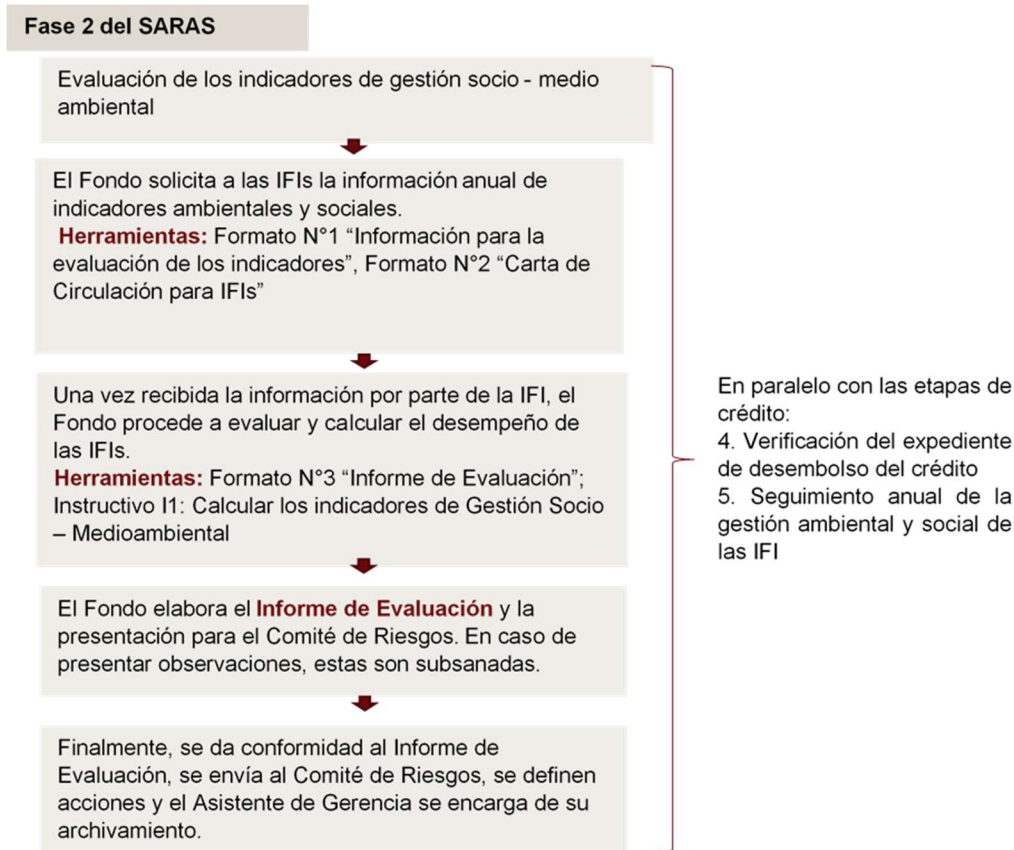 Fase 2 del SARAS
Evaluación de los indicadores de gestión socio - medio
ambiental
El Fondo solicita a las IFIs la información anual de
indicadores ambientales y sociales.
Herramientas: Formato N°1 “Información para la
evaluación de los indicadores”, Formato N°2 “Carta de
Circulación para IFIs”
Una vez recibida la información por parte de la IFI, el
Fondo procede a evaluar y calcular el desempeño de
las IFIs.
Herramientas: Formato N°3 “Informe de Evaluación”;
Instructivo I1: Calcular los indicadores de Gestión Socio
– Medioambiental
El Fondo elabora el Informe de Evaluación y la
presentación para el Comité de Riesgos. En caso de
presentar observaciones, estas son subsanadas.
Finalmente, se da conformidad al Informe de
Evaluación, se envía al Comité de Riesgos, se definen
acciones y el Asistente de Gerencia se encarga de su
archivamiento.
En paralelo con las etapas de
crédito:
4. Verificación del expediente
de desembolso del crédito
5. Seguimiento anual de la
gestión ambiental y social de
las IFI